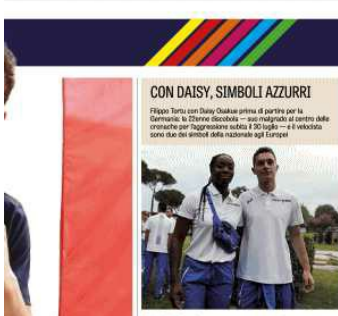 CON DAISY, SIMBOLI AZZURRI
Filippo Tortu con Daisy Osakue prima di partire per la
Germania: la 22enne discobola — suo malgrado al centro delle
cronache per l'aggressione subita il 30 luglio — e il velocista
sono due dei simboli della nazionale agli Europei